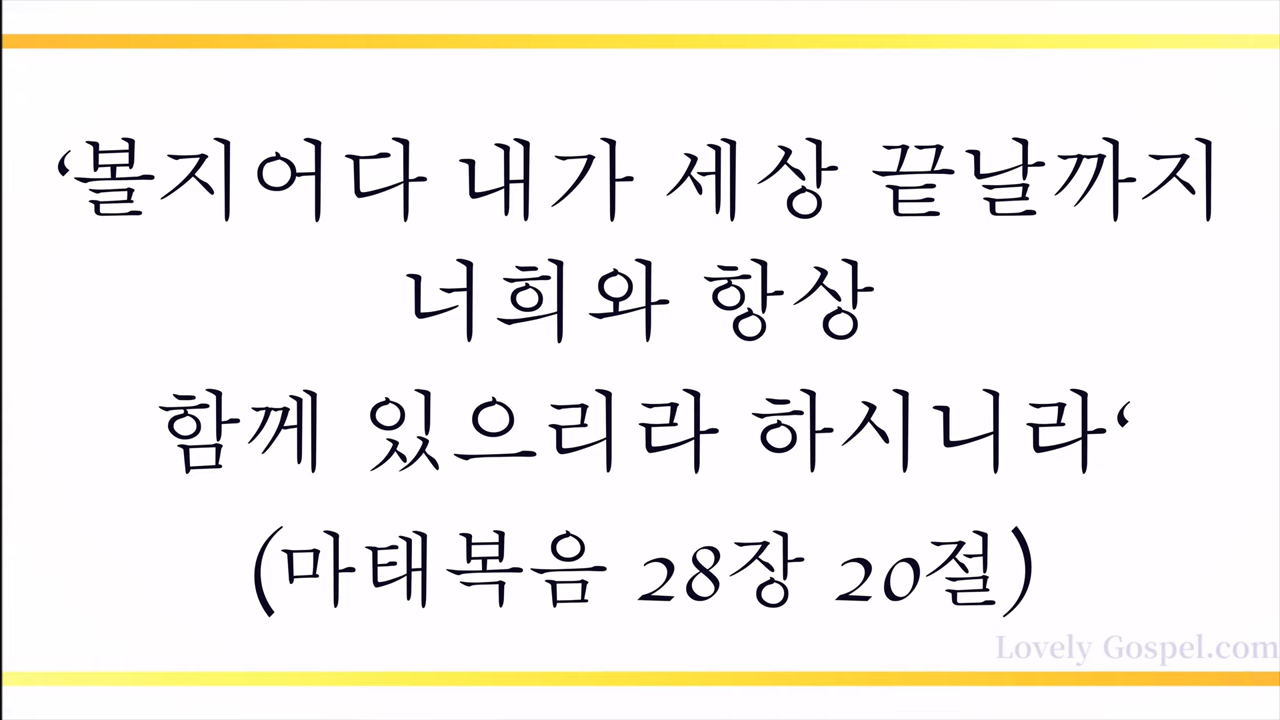 ‘볼지어다 내가 세상 끝날까지
너희와 항상
함께 있으리라 하시니라‘
(마태복음 28장 20절)
Lovely Gospel.com